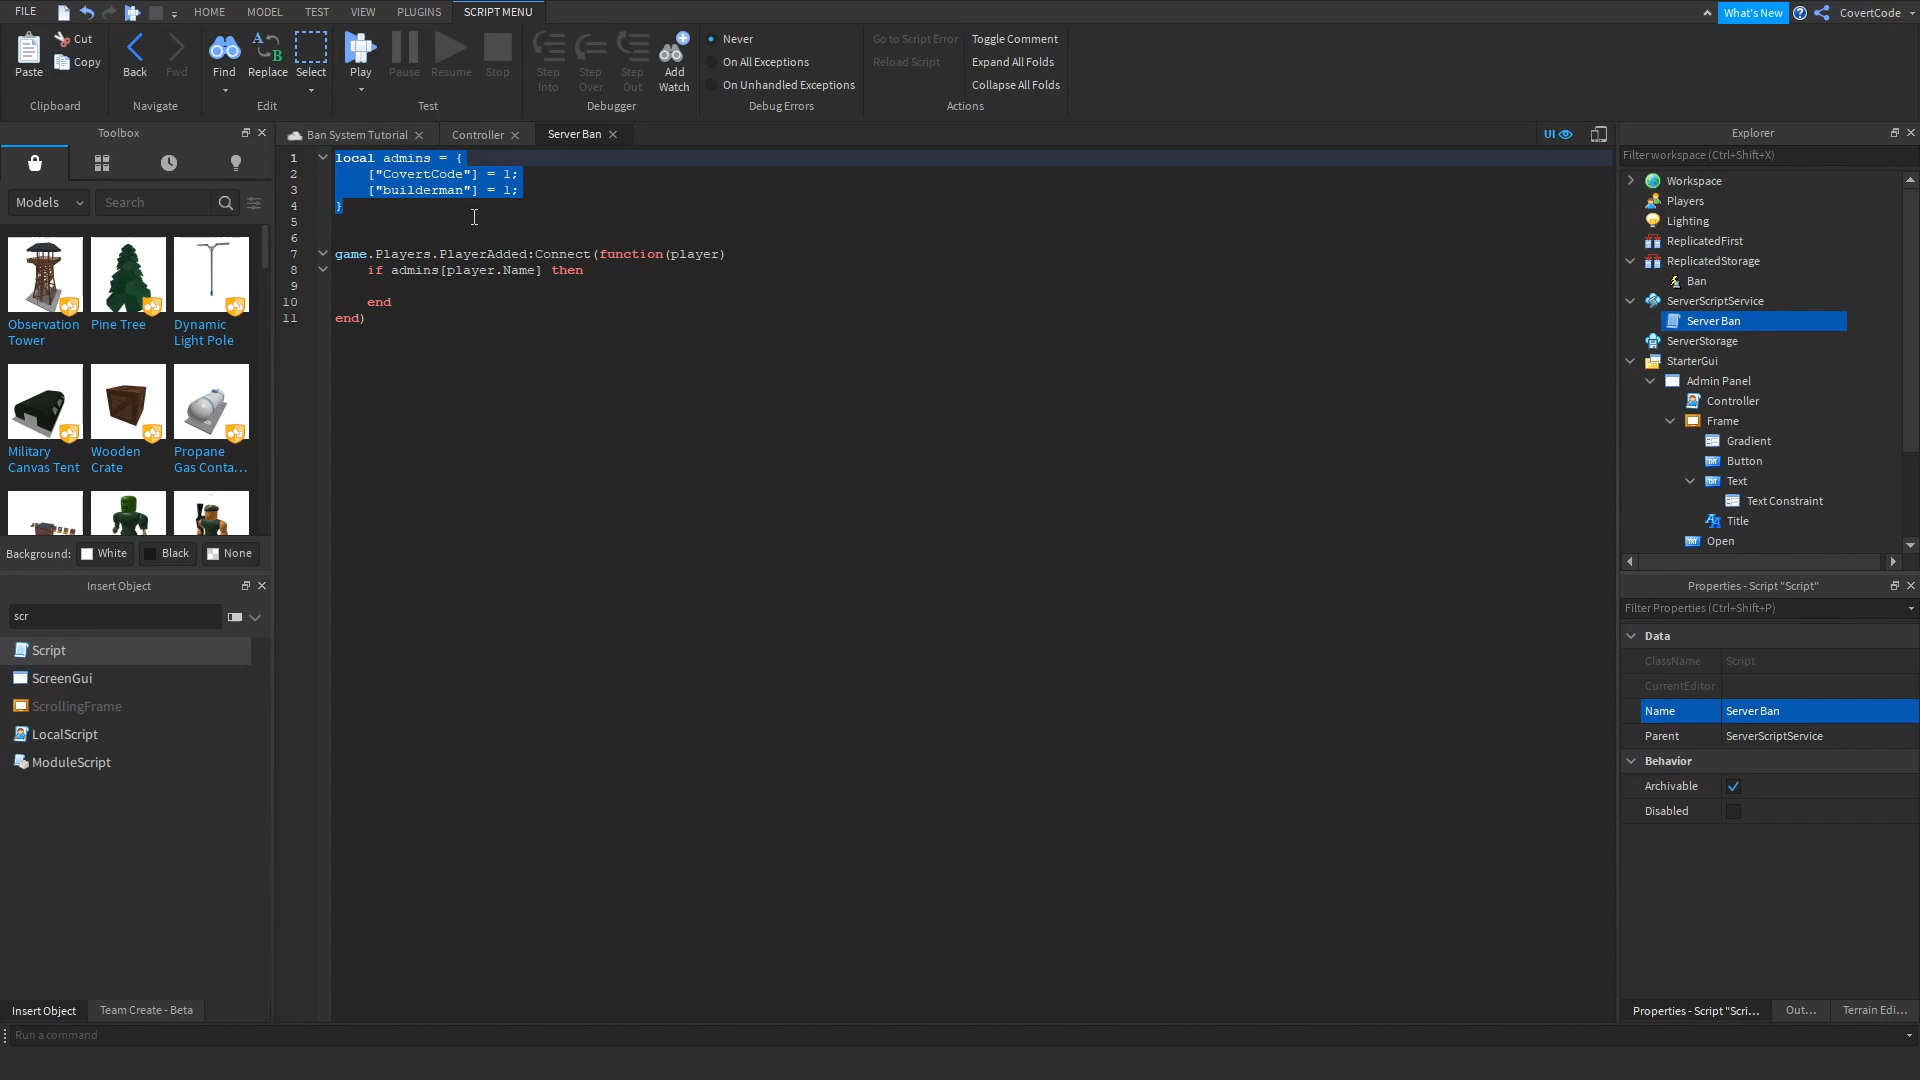 FILE HOME MODEL TEST VIEW PLUGINS SCRIPT MENU What's New CovertCode
Paste Cut Copy Back Fwd Find Replace Select Play Pause Resume Stop Step Into Step Over Step Out Add Watch
Never
On All Exceptions
On Unhandled Exceptions
Go to Script Error
Reload Script
Toggle Comment
Expand All Folds
Collapse All Folds
Clipboard Navigate Edit Test Debugger Debug Errors Actions
Toolbox
Models Search
Observation Tower
Pine Tree
Dynamic Light Pole
Military Canvas Tent
Wooden Crate
Propane Gas Conta...
Background: White Black None
Insert Object
scr
Script
ScreenGui
ScrollingFrame
LocalScript
ModuleScript
Insert Object Team Create - Beta
Run a command
Ban System Tutorial Controller Server Ban UI
1 local admins = {
2 ["CovertCode"] = 1;
3 ["builderman"] = 1;
4 }
5
6
7 game.Players.PlayerAdded:Connect(function(player)
8 if admins[player.Name] then
9
10 end
11 end)
Explorer
Filter workspace (Ctrl+Shift+X)
Workspace
Players
Lighting
ReplicatedFirst
ReplicatedStorage
Ban
ServerScriptService
Server Ban
ServerStorage
StarterGui
Admin Panel
Controller
Frame
Gradient
Button
Text
Text Constraint
Title
Open
Properties - Script "Script"
Filter Properties (Ctrl+Shift+P)
Data
ClassName Script
CurrentEditor
Name Server Ban
Parent ServerScriptService
Behavior
Archivable
Disabled
Properties - Script "Scri... Out... Terrain Edi...